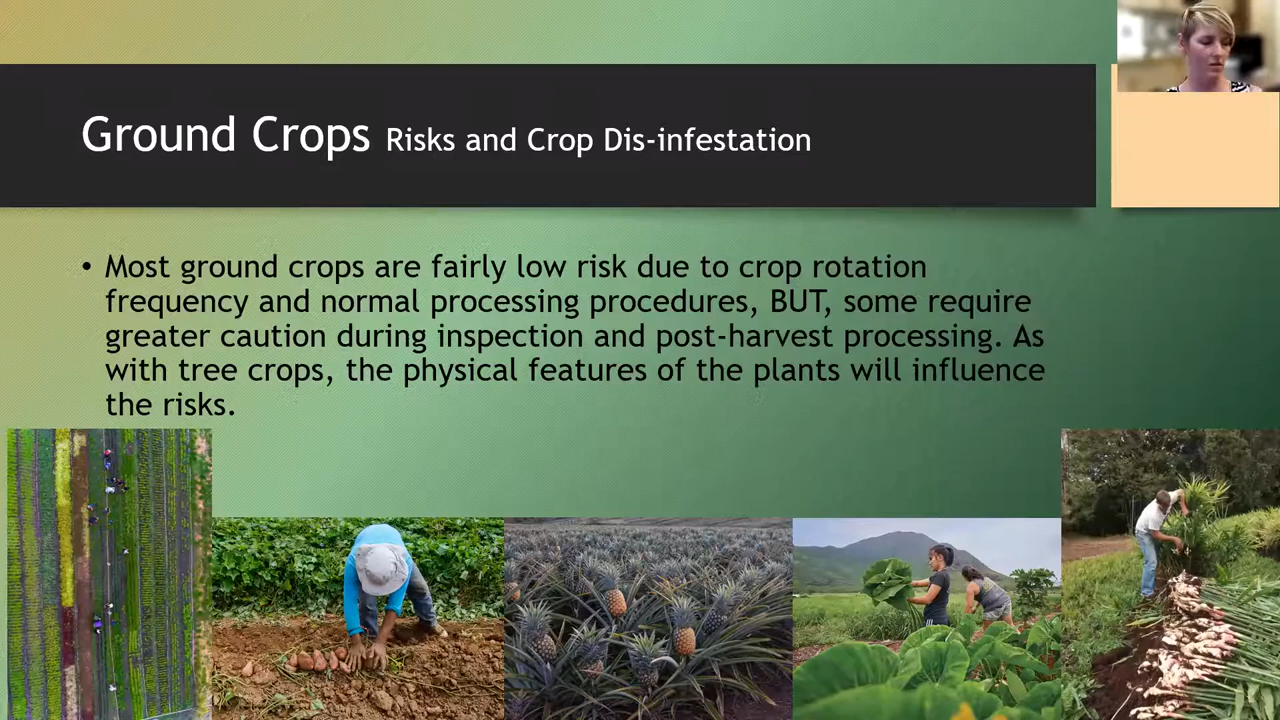 Ground Crops Risks and Crop Dis-infestation
• Most ground crops are fairly low risk due to crop rotation
frequency and normal processing procedures, BUT, some require
greater caution during inspection and post-harvest processing. As
with tree crops, the physical features of the plants will influence
the risks.